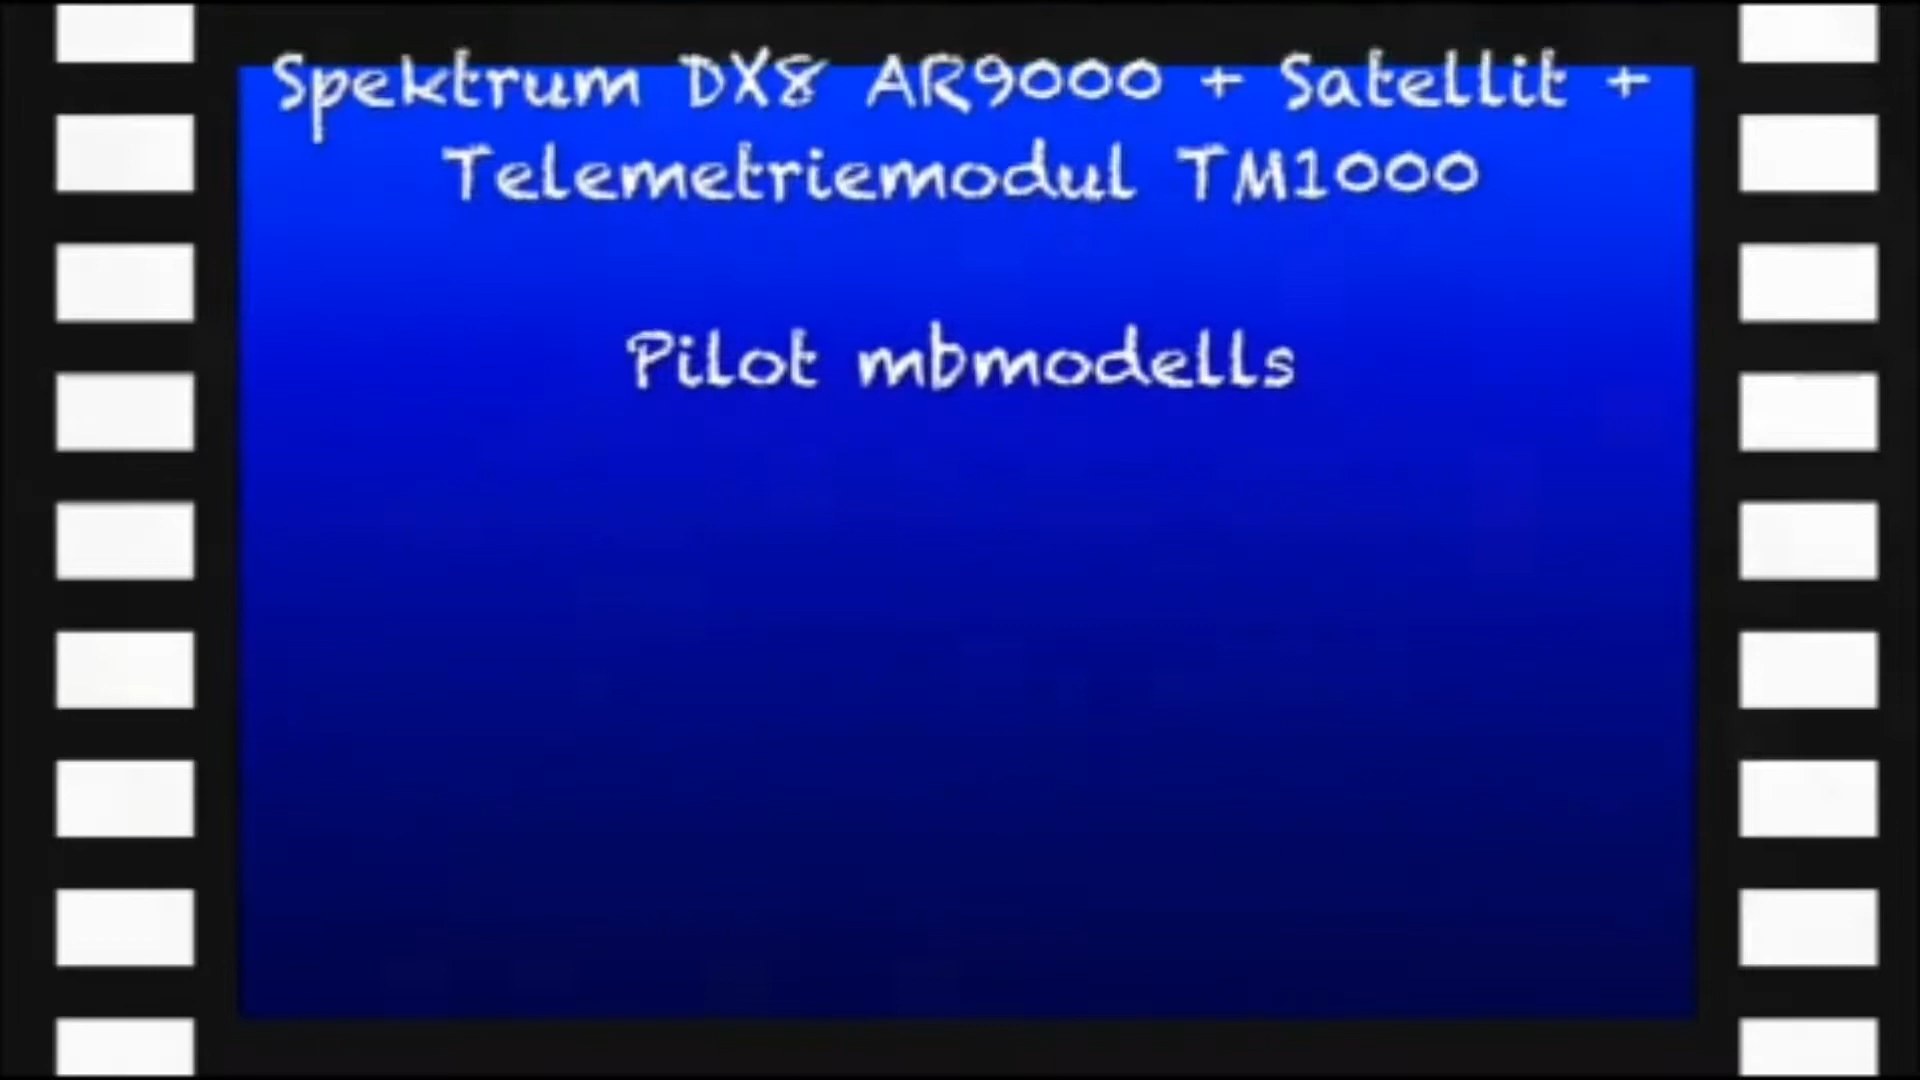 Spektrum DX8 AR9000 + Satellit +
Telemetriemodul TM1000
Pilot mbmodells